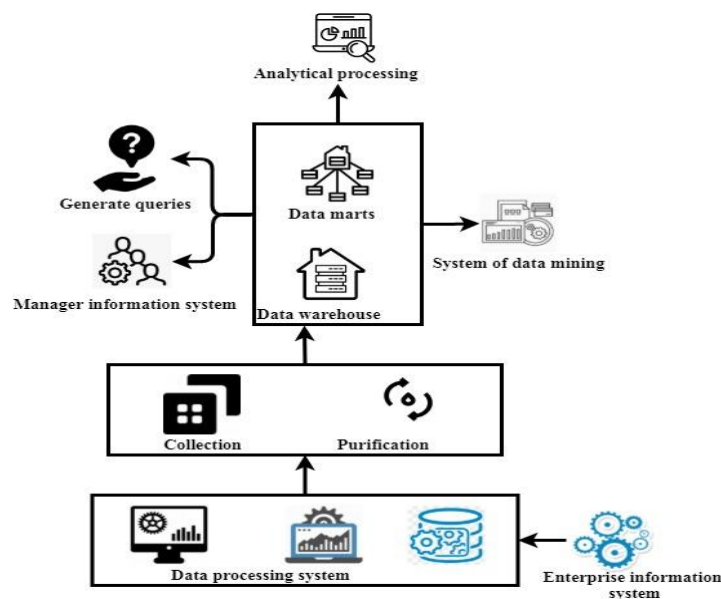 Analytical processing
Generate queries
Data marts
Manager information system
System of data mining
Data warehouse
Collection
Purification
Data processing system
Enterprise information
system